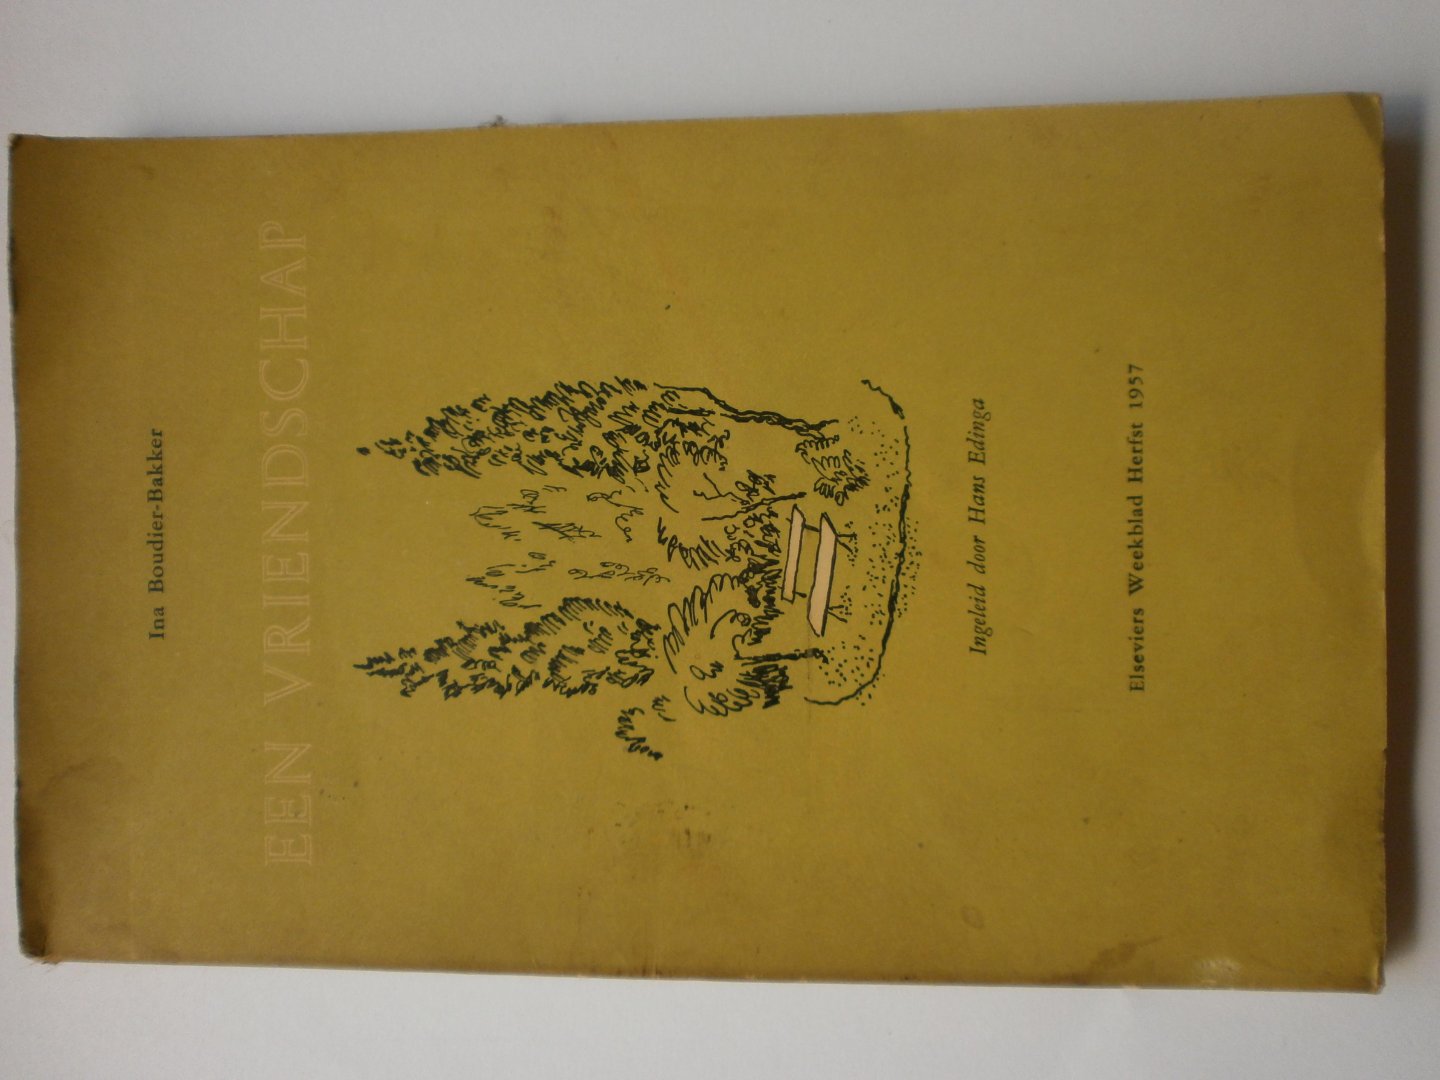 Ina Boudier-Bakker
EEN VRIENDSCHAP
Ingeleid door Hans Edinga
Elseviers Weekblad Herfst 1957